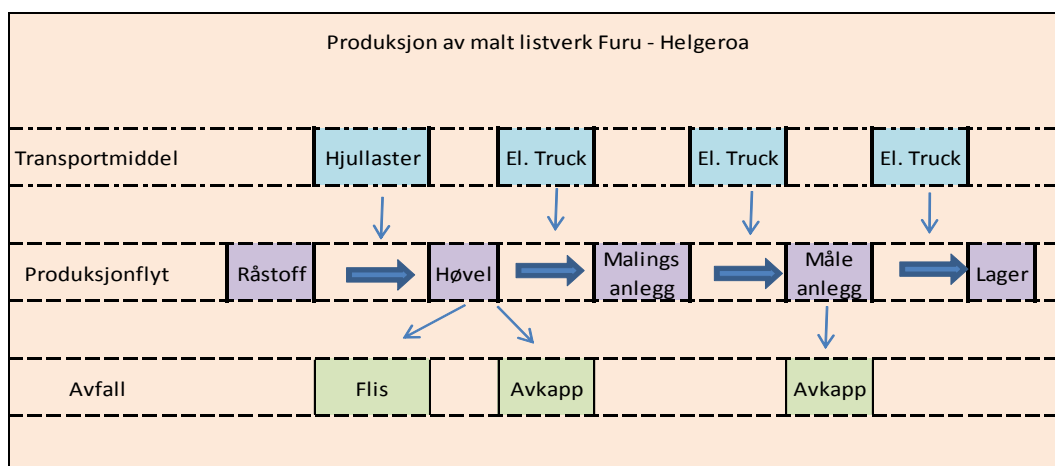 Produksjon av malt listverk Furu - Helgeroa
Transportmiddel
Hjullaster
El. Truck
El. Truck
El. Truck
Produksjonflyt
Råstoff
Høvel
Malings
anlegg
Måle
anlegg
Lager
Avfall
Flis
Avkapp
Avkapp